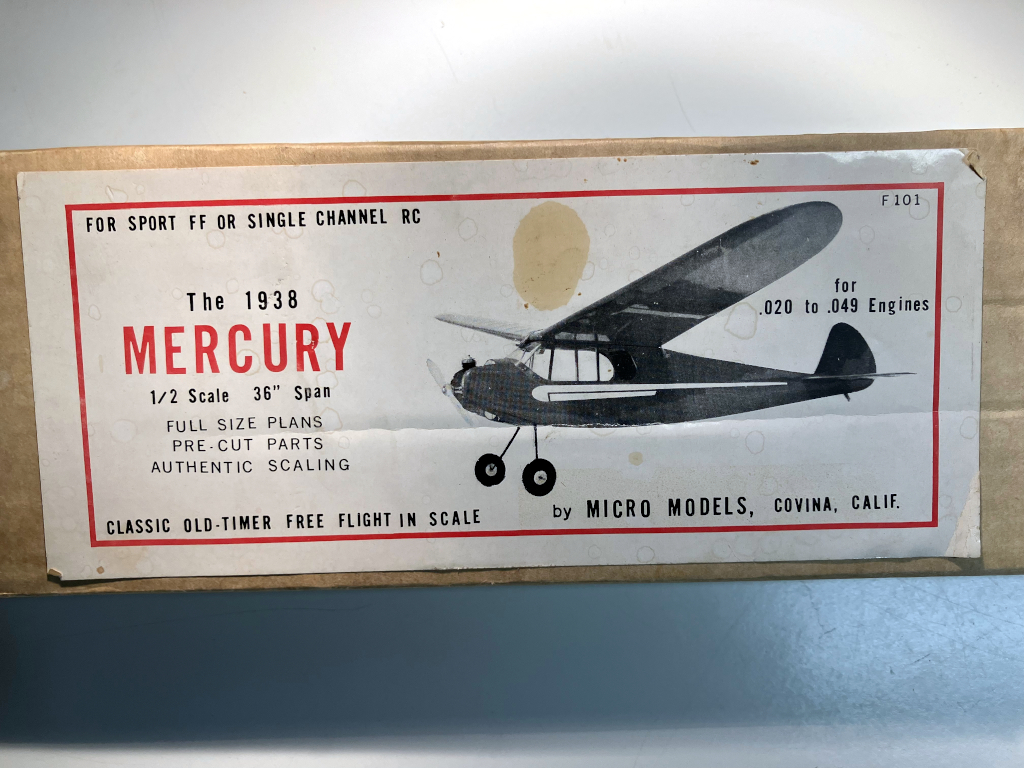 FOR SPORT FF OR SINGLE CHANNEL RC
F101
The 1938
MERCURY
1/2 Scale 36" Span
FULL SIZE PLANS
PRE-CUT PARTS
AUTHENTIC SCALING
for
.020 to .049 Engines
CLASSIC OLD-TIMER FREE FLIGHT IN SCALE
by MICRO MODELS, COVINA, CALIF.